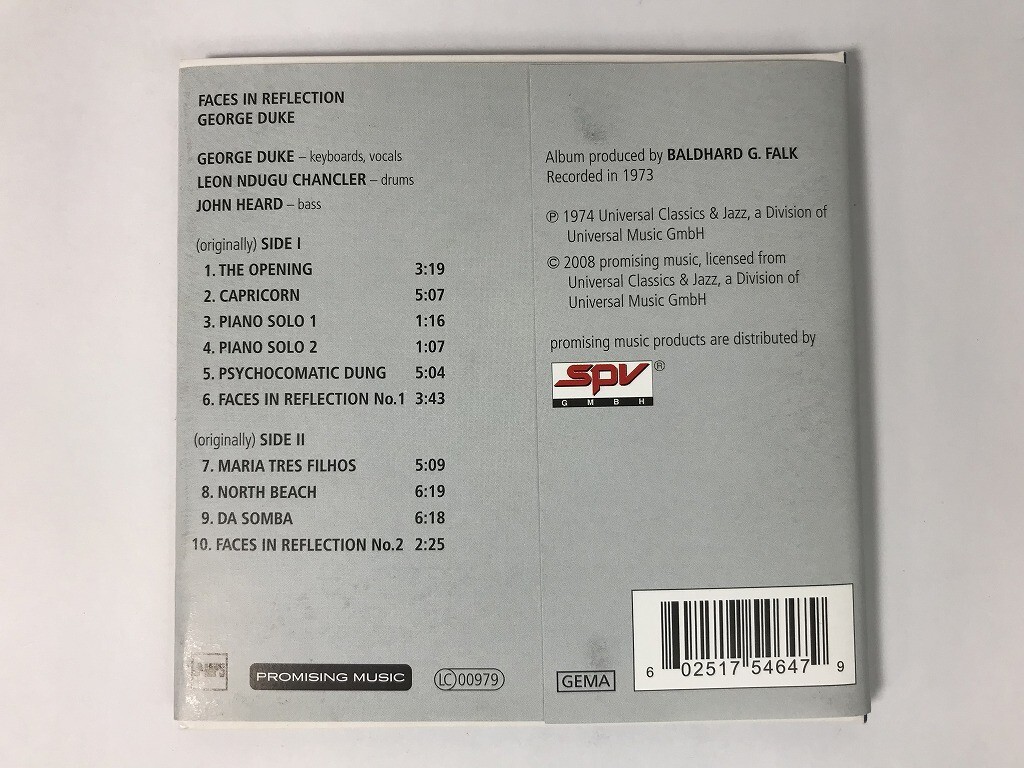 FACES IN REFLECTION
GEORGE DUKE
GEORGE DUKE – keyboards, vocals
LEON NDUGU CHANCLER – drums
JOHN HEARD – bass
(originally) SIDE I
1. THE OPENING 3:19
2. CAPRICORN 5:07
3. PIANO SOLO 1 1:16
4. PIANO SOLO 2 1:07
5. PSYCHOCOMATIC DUNG 5:04
6. FACES IN REFLECTION No.1 3:43
(originally) SIDE II
7. MARIA TRES FILHOS 5:09
8. NORTH BEACH 6:19
9. DA SOMBA 6:18
10. FACES IN REFLECTION No.2 2:25
PROMISING MUSIC
LC 00979
Album produced by BALDHARD G. FALK
Recorded in 1973
℗ 1974 Universal Classics & Jazz, a Division of
Universal Music GmbH
© 2008 promising music, licensed from
Universal Classics & Jazz, a Division of
Universal Music GmbH
promising music products are distributed by
SPV ®
GMBH
GEMA
6 02517 54647 9